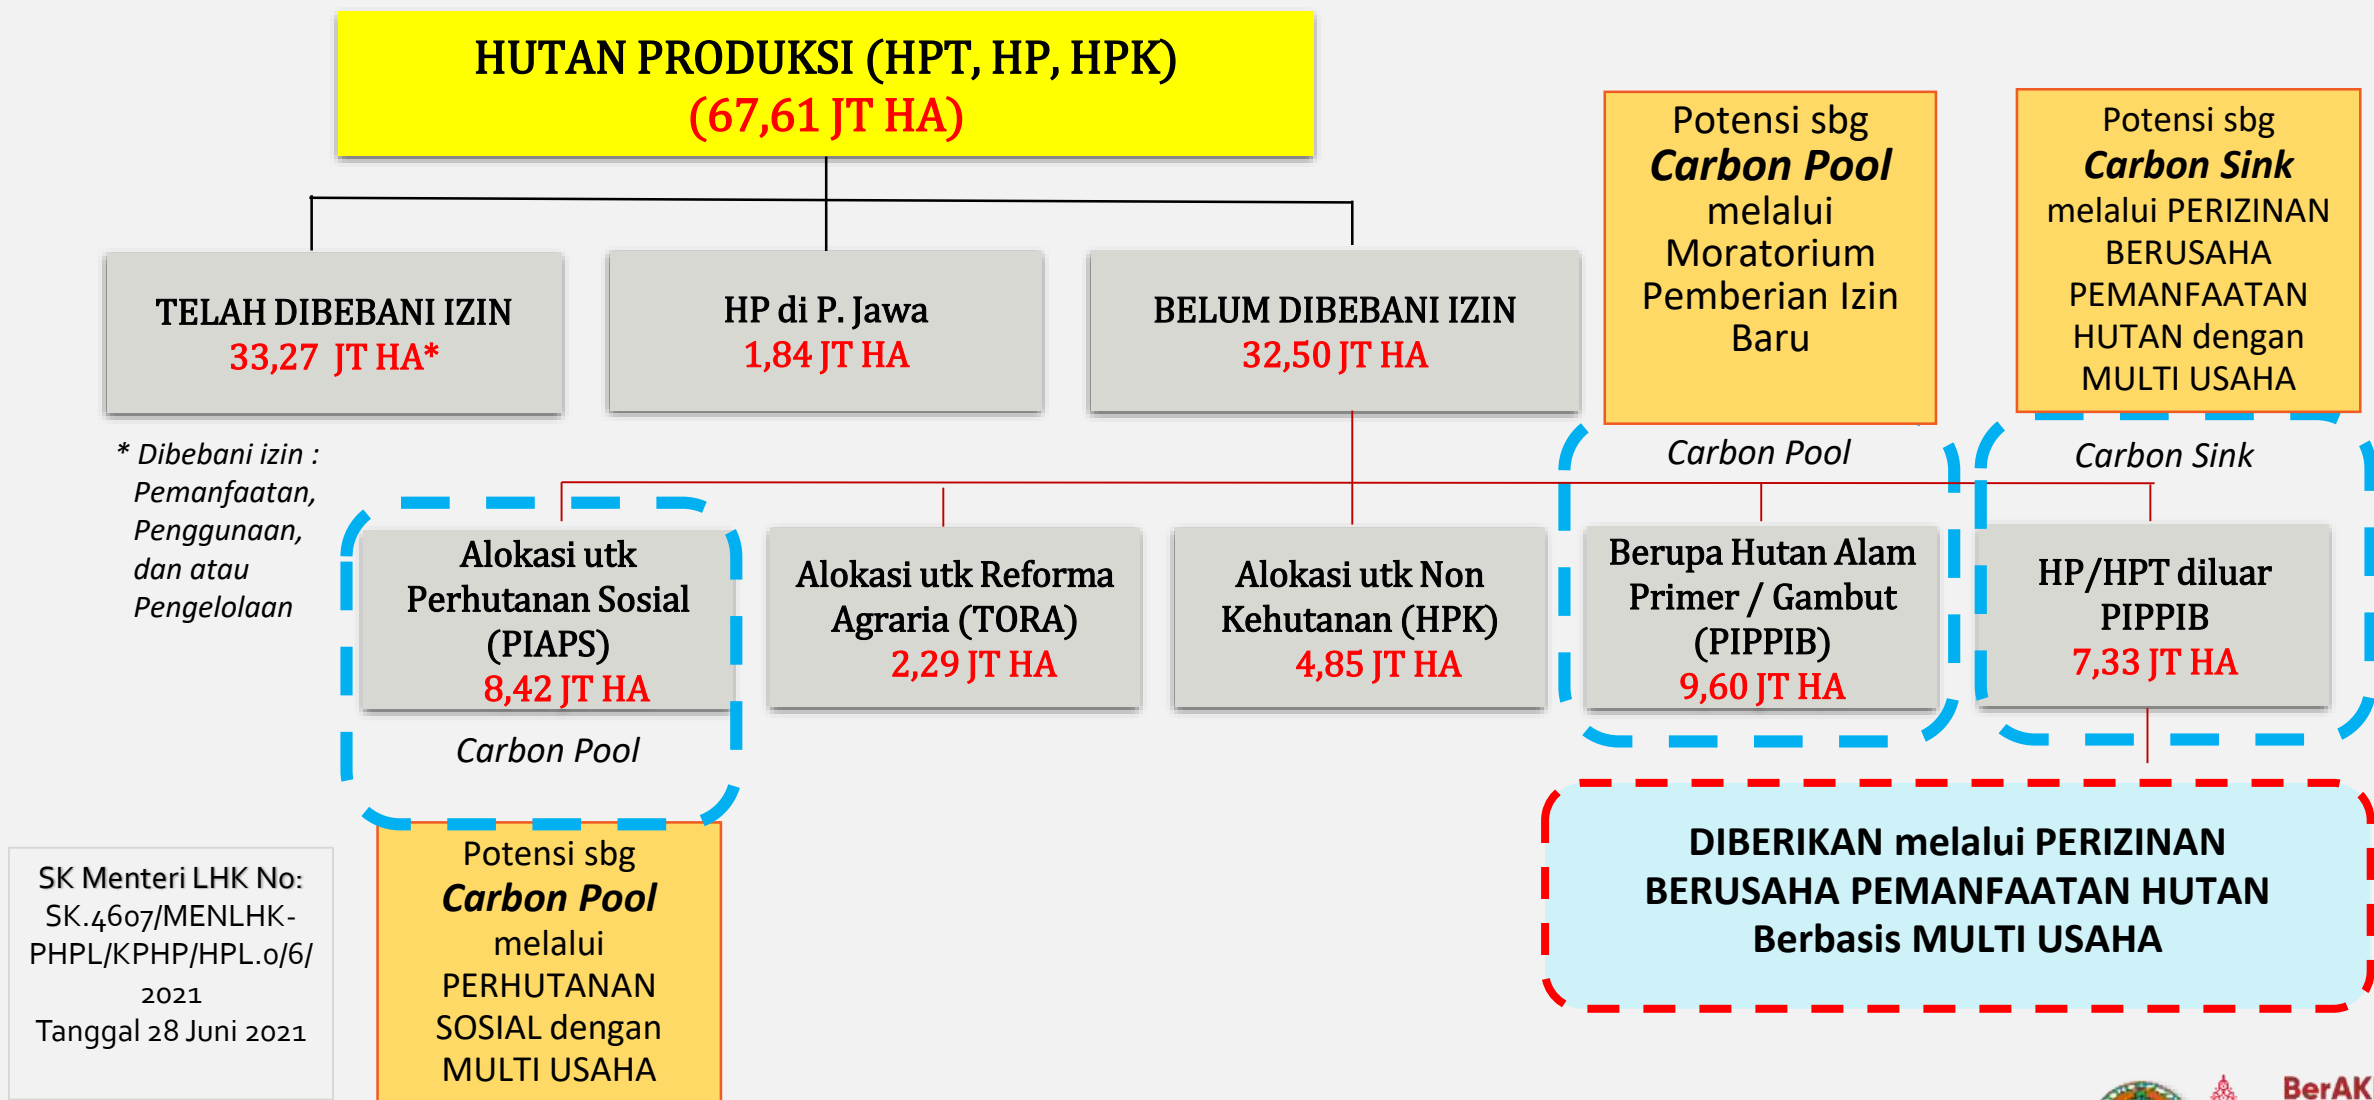 HUTAN PRODUKSI (HPT, HP, HPK)
(67,61 JT HA)
Potensi sbg
Carbon Pool
melalui
Moratorium
Pemberian Izin
Baru
Potensi sbg
Carbon Sink
melalui PERIZINAN
BERUSAHA
PEMANFAATAN
HUTAN dengan
MULTI USAHA
TELAH DIBEBANI IZIN
33,27 JT HA*
HP di P. Jawa
1,84 JT HA
BELUM DIBEBANI IZIN
32,50 JT HA
* Dibebani izin :
Pemanfaatan,
Penggunaan,
dan atau
Pengelolaan
Carbon Pool
Carbon Sink
Alokasi utk
Perhutanan Sosial
(PIAPS)
8,42 JT HA
Alokasi utk Reforma
Agraria (TORA)
2,29 JT HA
Alokasi utk Non
Kehutanan (HPK)
4,85 JT HA
Berupa Hutan Alam
Primer / Gambut
(PIPPIB)
9,60 JT HA
HP/HPT diluar
PIPPIB
7,33 JT HA
Carbon Pool
Potensi sbg
Carbon Pool
melalui
PERHUTANAN
SOSIAL dengan
MULTI USAHA
DIBERIKAN melalui PERIZINAN
BERUSAHA PEMANFAATAN HUTAN
Berbasis MULTI USAHA
SK Menteri LHK No:
SK.4607/MENLHK-
PHPL/KPHP/HPL.0/6/
2021
Tanggal 28 Juni 2021